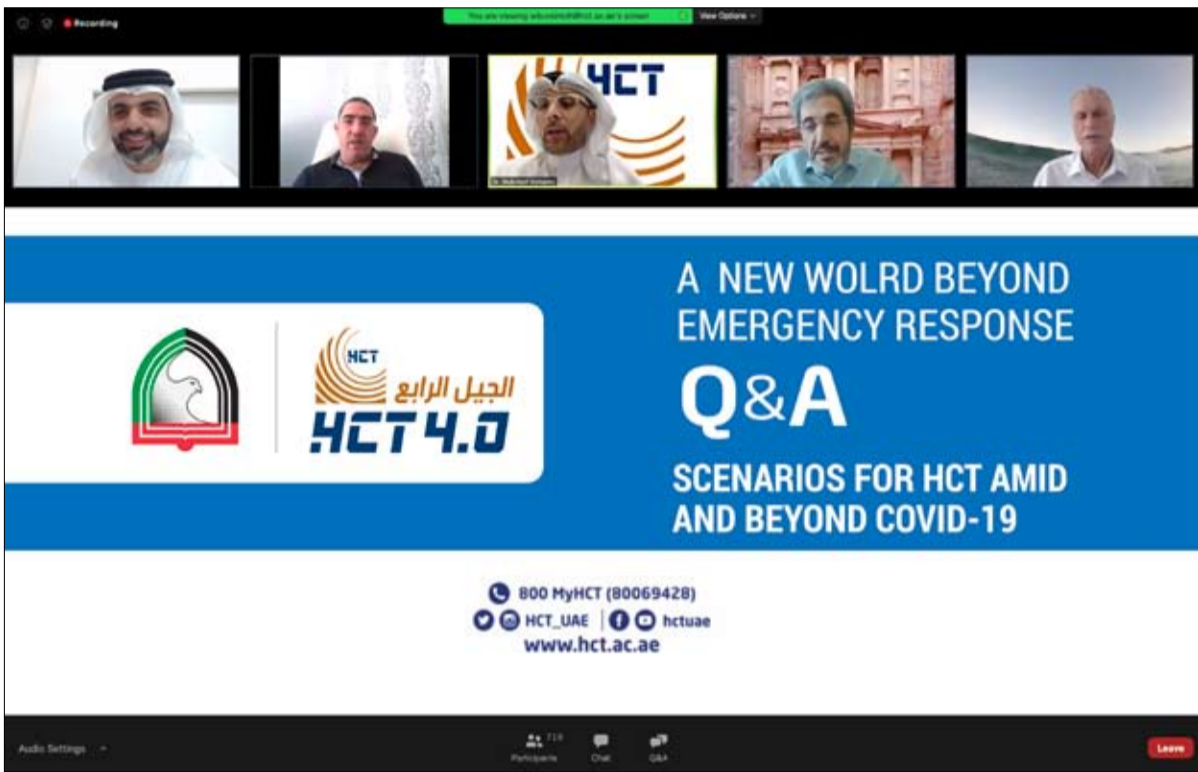 Recording
View Options
HCT
A NEW WOLRD BEYOND
EMERGENCY RESPONSE
Q&A
SCENARIOS FOR HCT AMID
AND BEYOND COVID-19
HCT
الجيل الرابع
HCT 4.0
800 MyHCT (80069428)
HCT_UAE | hctuae
www.hct.ac.ae
Audio Settings
Participants
Chat
Q&A
Leave